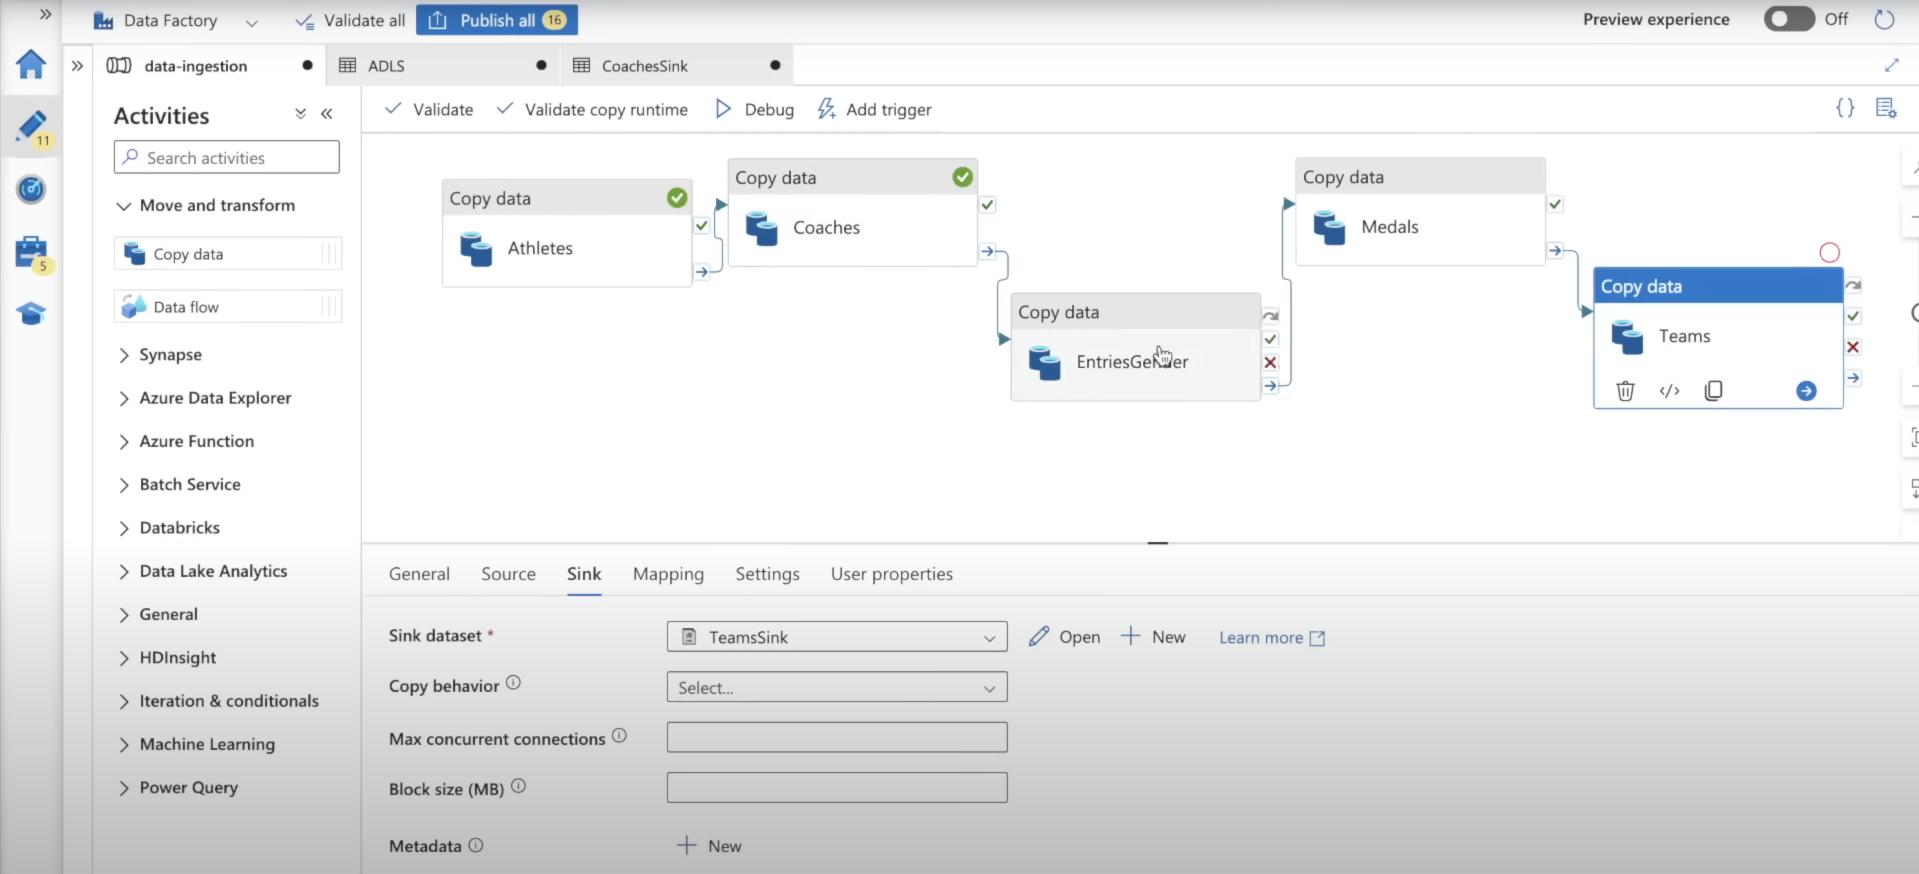 Data Factory
Validate all
Publish all 16
Preview experience
Off
data-ingestion
ADLS
CoachesSink
Activities
Search activities
Move and transform
Copy data
Data flow
Synapse
Azure Data Explorer
Azure Function
Batch Service
Databricks
Data Lake Analytics
General
HDInsight
Iteration & conditionals
Machine Learning
Power Query
11
5
Validate
Validate copy runtime
Debug
Add trigger
Copy data
Athletes
Copy data
Coaches
Copy data
EntriesGender
Copy data
Medals
Copy data
Teams
General
Source
Sink
Mapping
Settings
User properties
Sink dataset *
TeamsSink
Open
New
Learn more
Copy behavior
Select...
Max concurrent connections
Block size (MB)
Metadata
New